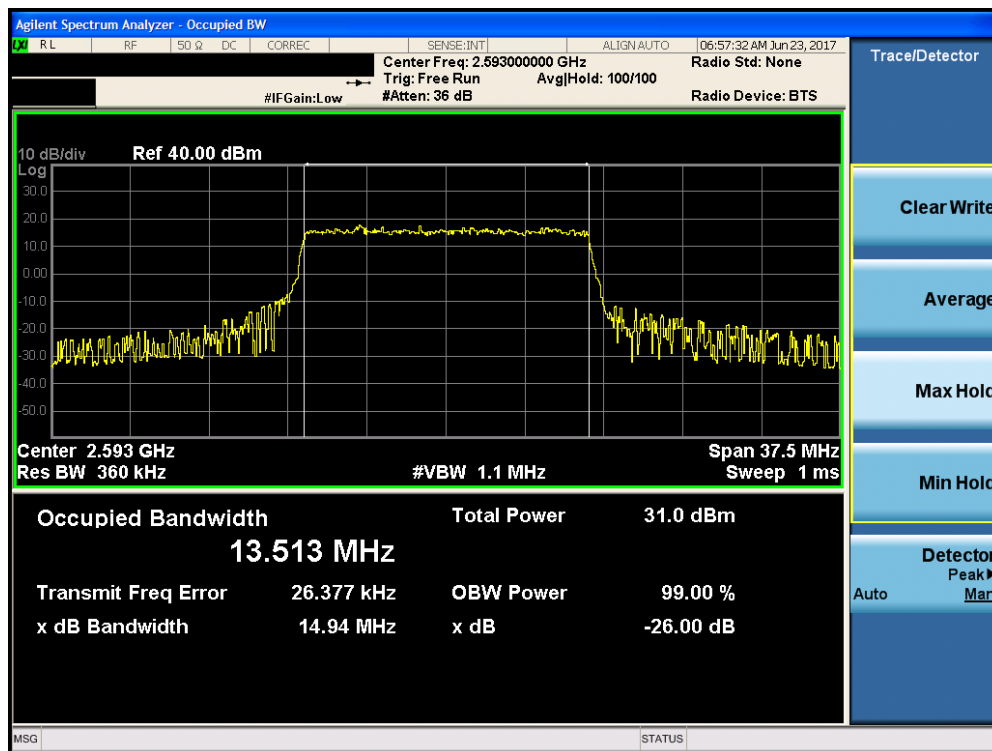 Agilent Spectrum Analyzer - Occupied BW
LXI RL RF 50 Ω DC CORREC SENSE:INT ALIGN AUTO 06:57:32 AM Jun 23, 2017
Center Freq: 2.593000000 GHz Radio Std: None
Trig: Free Run Avg|Hold: 100/100
#IFGain:Low #Atten: 36 dB Radio Device: BTS
Trace/Detector
10 dB/div Ref 40.00 dBm
Log
30.0
20.0
10.0
0.00
-10.0
-20.0
-30.0
-40.0
-50.0
Center 2.593 GHz Span 37.5 MHz
Res BW 360 kHz #VBW 1.1 MHz Sweep 1 ms
Occupied Bandwidth Total Power 31.0 dBm
13.513 MHz
Transmit Freq Error 26.377 kHz OBW Power 99.00 %
x dB Bandwidth 14.94 MHz x dB -26.00 dB
Clear Write
Average
Max Hold
Min Hold
Detector
Peak▶
Auto Man
MSG STATUS